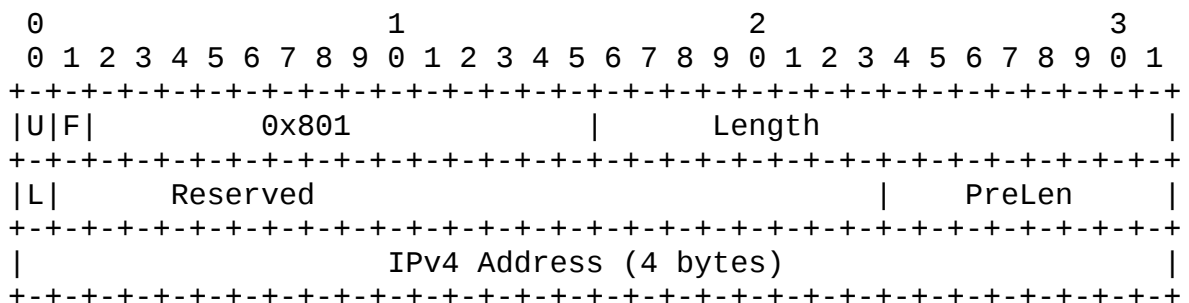 0                   1                   2                   3
 0 1 2 3 4 5 6 7 8 9 0 1 2 3 4 5 6 7 8 9 0 1 2 3 4 5 6 7 8 9 0 1
+-+-+-+-+-+-+-+-+-+-+-+-+-+-+-+-+-+-+-+-+-+-+-+-+-+-+-+-+-+-+-+-+
|U|F|         0x801             |      Length                   |
+-+-+-+-+-+-+-+-+-+-+-+-+-+-+-+-+-+-+-+-+-+-+-+-+-+-+-+-+-+-+-+-+
|L|      Reserved                               |    PreLen     |
+-+-+-+-+-+-+-+-+-+-+-+-+-+-+-+-+-+-+-+-+-+-+-+-+-+-+-+-+-+-+-+-+
|                    IPv4 Address (4 bytes)                     |
+-+-+-+-+-+-+-+-+-+-+-+-+-+-+-+-+-+-+-+-+-+-+-+-+-+-+-+-+-+-+-+-+